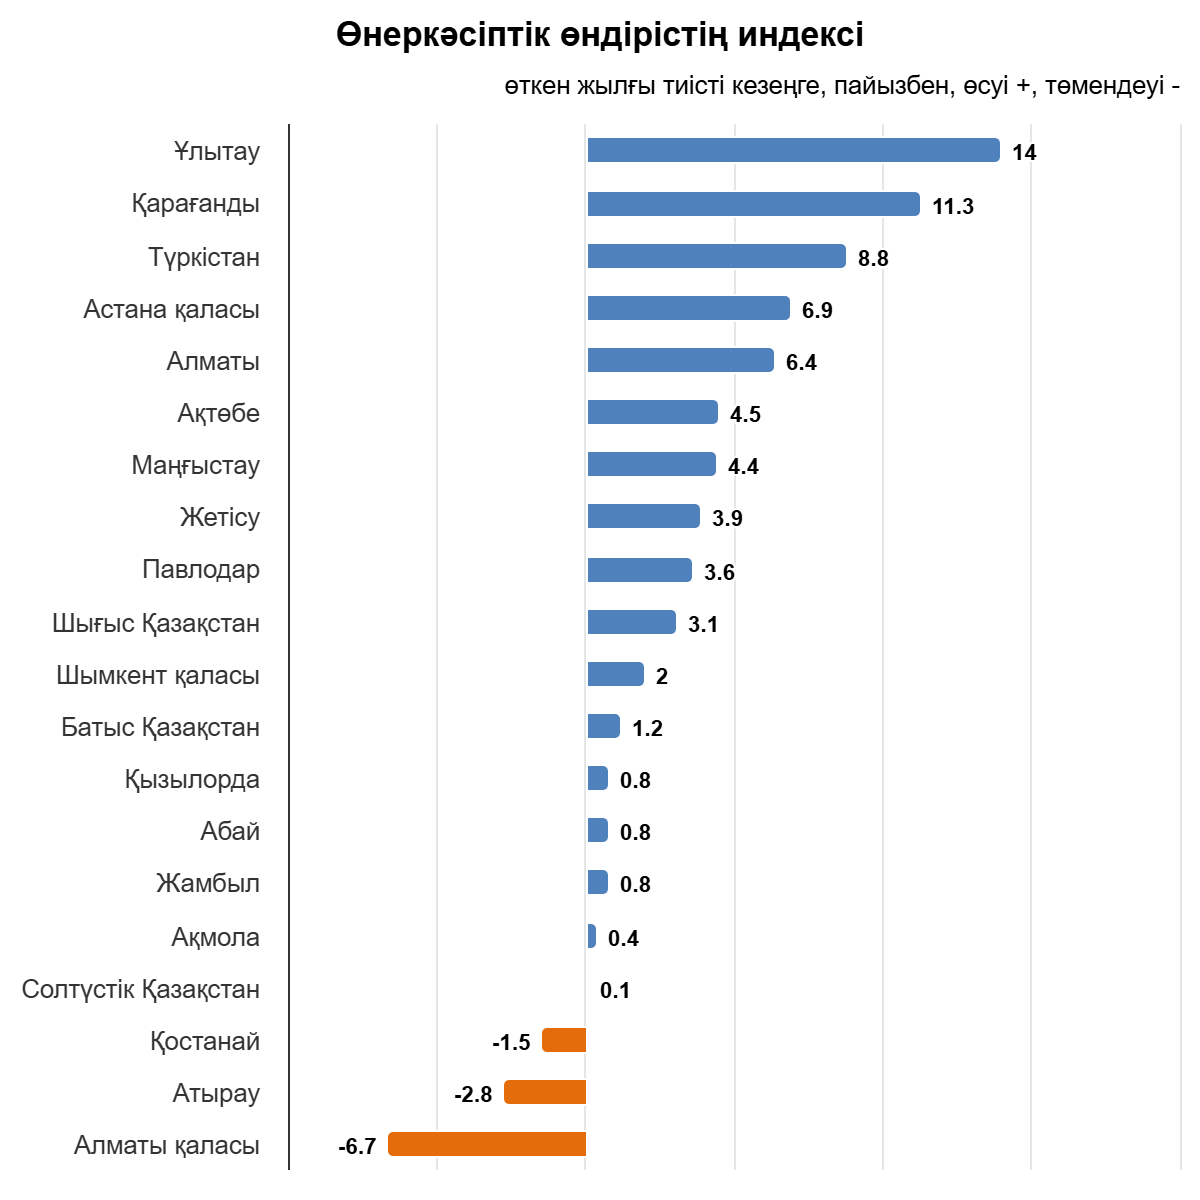 Өнеркәсіптік өндірістің индексі
өткен жылғы тиісті кезеңге, пайызбен, өсуі +, төмендеуі -
Ұлытау 14
Қарағанды 11.3
Түркістан 8.8
Астана қаласы 6.9
Алматы 6.4
Ақтөбе 4.5
Маңғыстау 4.4
Жетісу 3.9
Павлодар 3.6
Шығыс Қазақстан 3.1
Шымкент қаласы 2
Батыс Қазақстан 1.2
Қызылорда 0.8
Абай 0.8
Жамбыл 0.8
Ақмола 0.4
Солтүстік Қазақстан 0.1
Қостанай -1.5
Атырау -2.8
Алматы қаласы -6.7